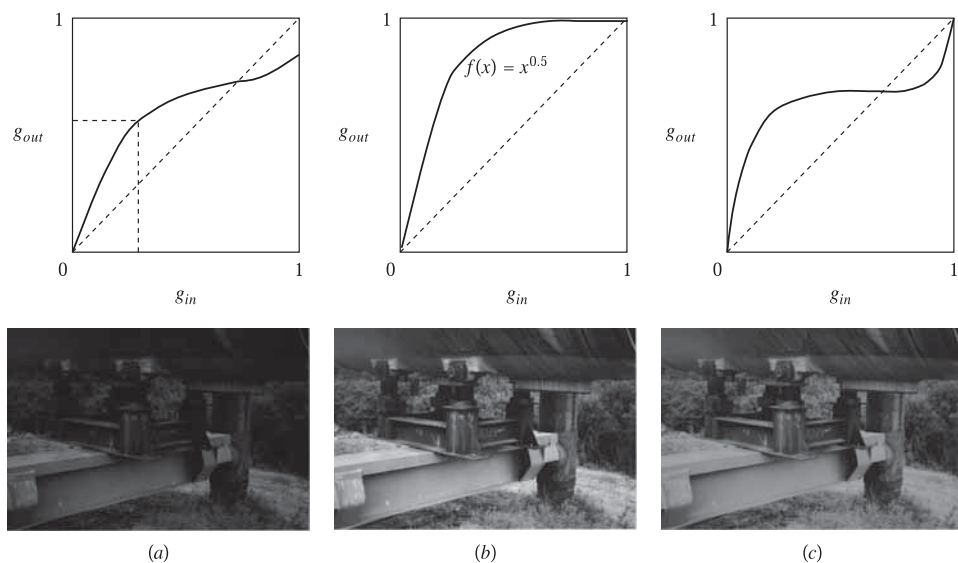 1
g_out
0
1
g_in
1
f(x) = x^0.5
g_out
0
1
g_in
1
g_out
0
1
g_in
(a)
(b)
(c)